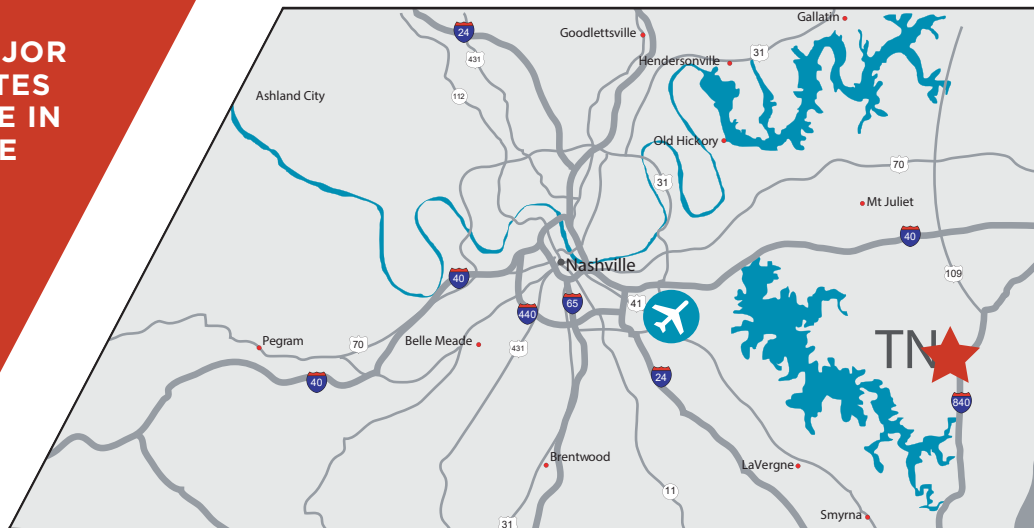 JOR
TES
E IN
E
Gallatin
24
Goodlettsville
431
Hendersonville
31
112
Ashland City
Old Hickory
70
31
Mt Juliet
40
Nashville
109
40
65
41
440
Pegram
70
Belle Meade
431
TN
40
24
840
Brentwood
LaVergne
11
Smyrna
31